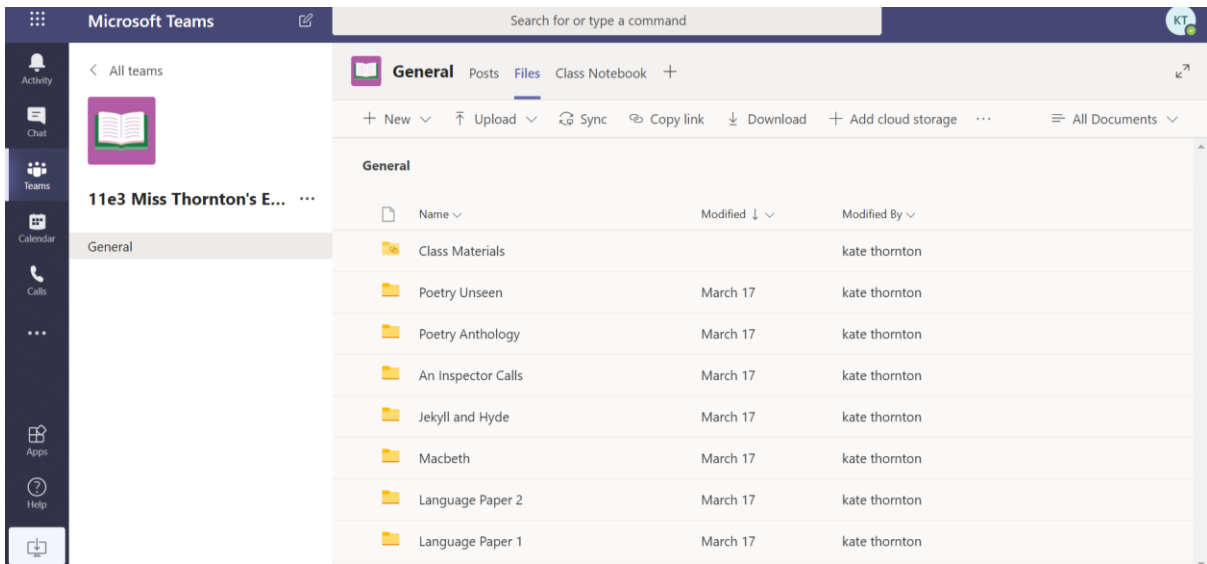 Microsoft Teams
Search for or type a command
KT
Activity
Chat
Teams
Calendar
Calls
Apps
Help
All teams
11e3 Miss Thornton's E... ...
General
General Posts Files Class Notebook
New Upload Sync Copy link Download Add cloud storage ... All Documents
General
Name Modified Modified By
Class Materials kate thornton
Poetry Unseen March 17 kate thornton
Poetry Anthology March 17 kate thornton
An Inspector Calls March 17 kate thornton
Jekyll and Hyde March 17 kate thornton
Macbeth March 17 kate thornton
Language Paper 2 March 17 kate thornton
Language Paper 1 March 17 kate thornton